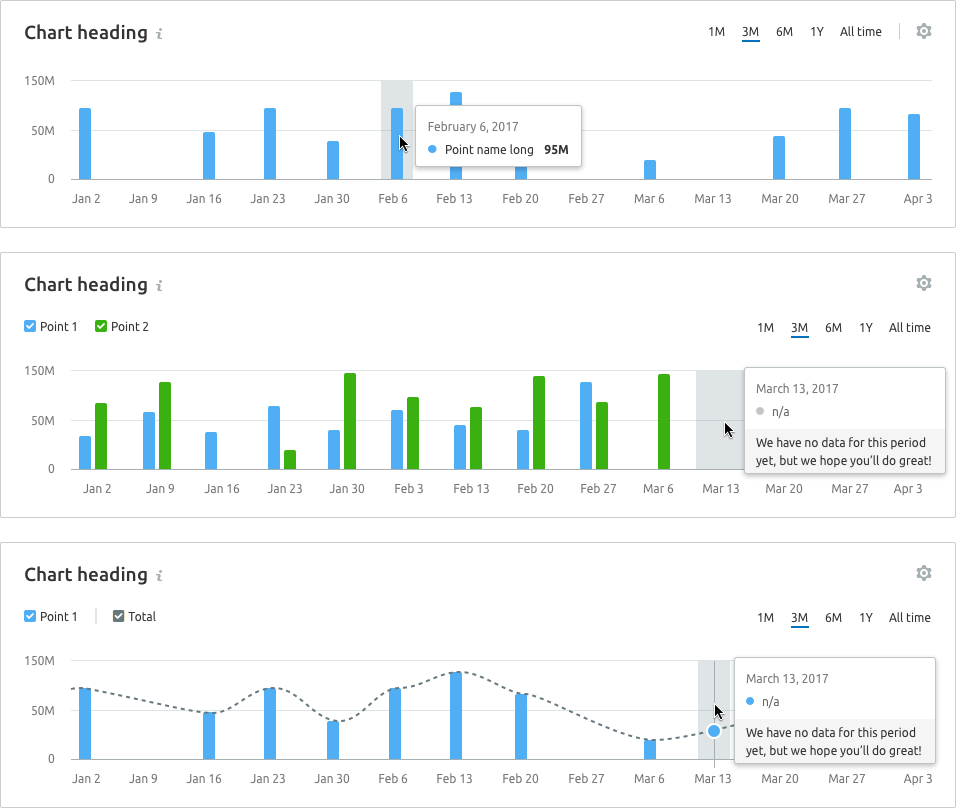 Chart heading i
1M 3M 6M 1Y All time
150M
50M
0
February 6, 2017
Point name long 95M
Jan 2 Jan 9 Jan 16 Jan 23 Jan 30 Feb 6 Feb 13 Feb 20 Feb 27 Mar 6 Mar 13 Mar 20 Mar 27 Apr 3
Chart heading i
Point 1 Point 2
1M 3M 6M 1Y All time
150M
50M
0
March 13, 2017
n/a
We have no data for this period
yet, but we hope you’ll do great!
Jan 2 Jan 9 Jan 16 Jan 23 Jan 30 Feb 3 Feb 13 Feb 20 Feb 27 Mar 6 Mar 13 Mar 20 Mar 27 Apr 3
Chart heading i
Point 1 Total
1M 3M 6M 1Y All time
150M
50M
0
March 13, 2017
n/a
We have no data for this period
yet, but we hope you’ll do great!
Jan 2 Jan 9 Jan 16 Jan 23 Jan 30 Feb 6 Feb 13 Feb 20 Feb 27 Mar 6 Mar 13 Mar 20 Mar 27 Apr 3